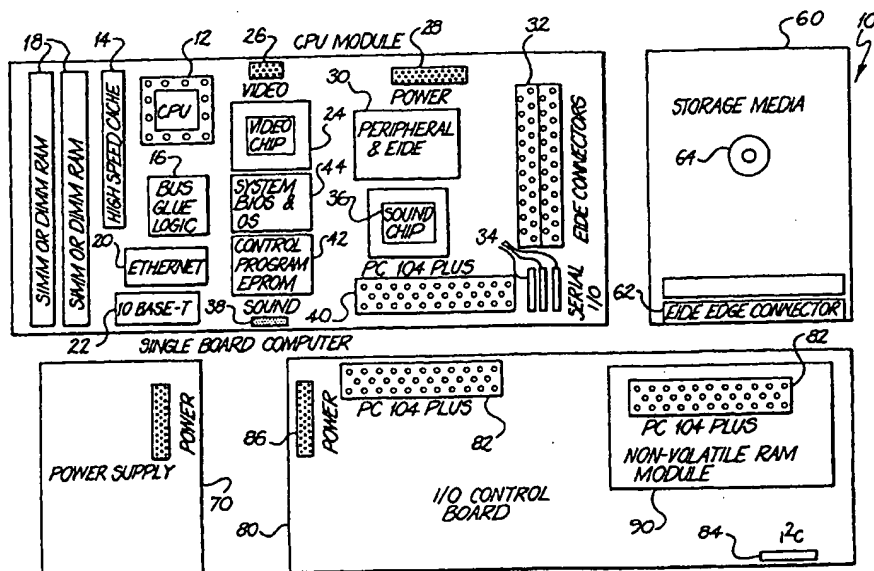 18
14
12
26
CPU MODULE
28
32
60
10
SIMM OR DIMM RAM
SIMM OR DIMM RAM
HIGH SPEED CACHE
CPU
VIDEO
30
POWER
24
VIDEO
CHIP
PERIPHERAL
& EIDE
EIDE CONNECTORS
STORAGE MEDIA
64
16
BUS
GLUE
LOGIC
44
SYSTEM
BIOS &
OS
36
SOUND
CHIP
34
20
ETHERNET
42
CONTROL
PROGRAM
EPROM
PC 104 PLUS
40
SERIAL
I/O
62
EIDE EDGE CONNECTOR
10 BASE-T
22
SOUND
38
SINGLE BOARD COMPUTER
82
POWER
POWER SUPPLY
70
86
POWER
PC 104 PLUS
82
PC 104 PLUS
NON-VOLATILE RAM
MODULE
I/O CONTROL
BOARD
80
90
84
I²C